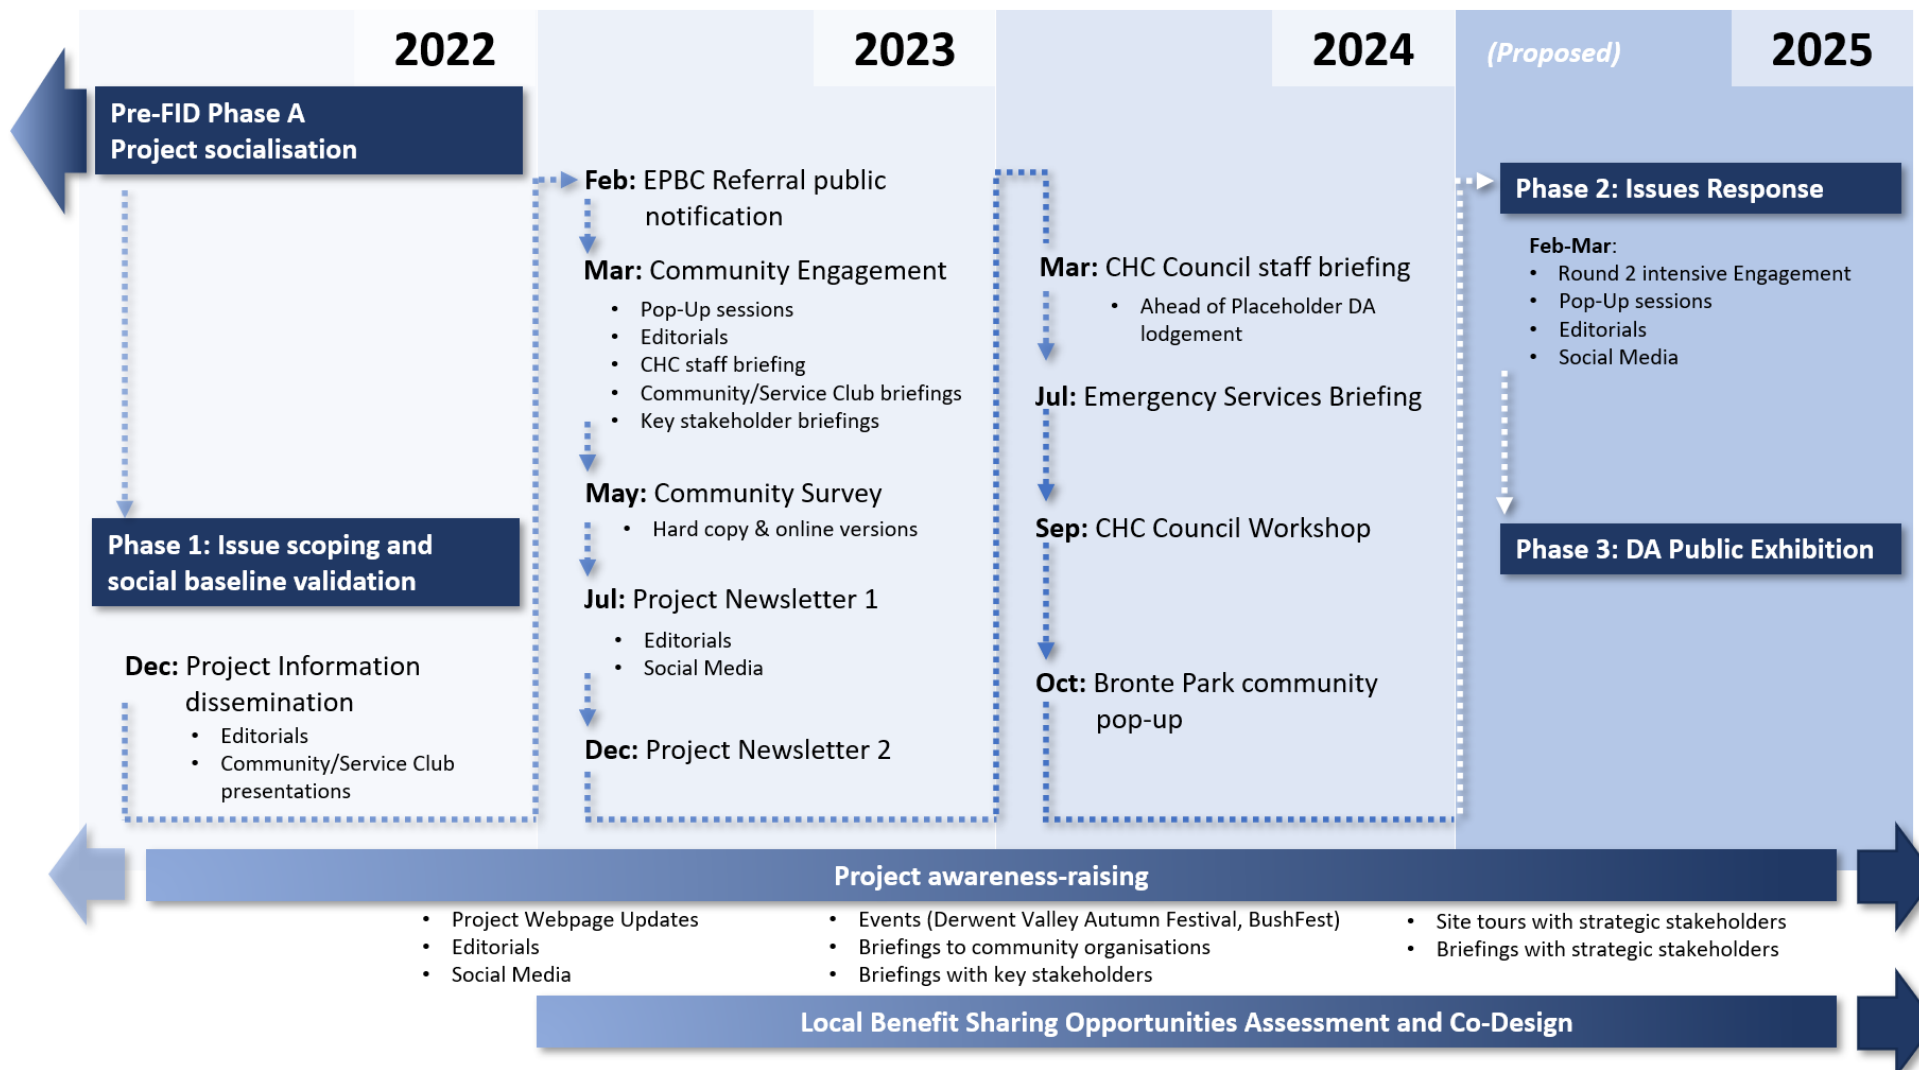 2022
Pre-FID Phase A
Project socialisation
Phase 1: Issue scoping and
social baseline validation
Dec: Project Information
dissemination
• Editorials
• Community/Service Club
presentations
2023
Feb: EPBC Referral public
notification
Mar: Community Engagement
• Pop-Up sessions
• Editorials
• CHC staff briefing
• Community/Service Club briefings
• Key stakeholder briefings
May: Community Survey
• Hard copy & online versions
Jul: Project Newsletter 1
• Editorials
• Social Media
Dec: Project Newsletter 2
2024
Mar: CHC Council staff briefing
• Ahead of Placeholder DA
lodgement
Jul: Emergency Services Briefing
Sep: CHC Council Workshop
Oct: Bronte Park community
pop-up
(Proposed)
2025
Phase 2: Issues Response
Feb-Mar:
• Round 2 intensive Engagement
• Pop-Up sessions
• Editorials
• Social Media
Phase 3: DA Public Exhibition
Project awareness-raising
• Project Webpage Updates
• Editorials
• Social Media
• Events (Derwent Valley Autumn Festival, BushFest)
• Briefings to community organisations
• Briefings with key stakeholders
• Site tours with strategic stakeholders
• Briefings with strategic stakeholders
Local Benefit Sharing Opportunities Assessment and Co-Design